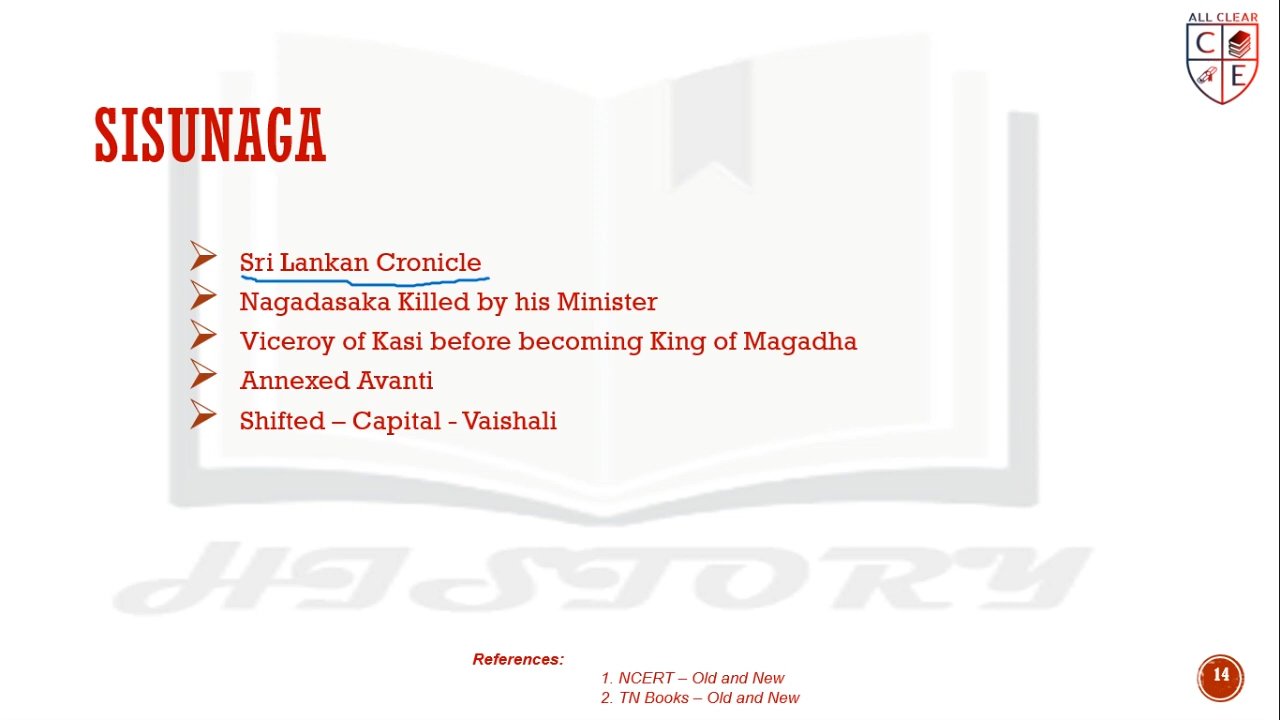 ALL CLEAR
C
E
SISUNAGA
Sri Lankan Cronicle
Nagadasaka Killed by his Minister
Viceroy of Kasi before becoming King of Magadha
Annexed Avanti
Shifted – Capital - Vaishali
HISTORY
References:
1. NCERT – Old and New
2. TN Books – Old and New
14